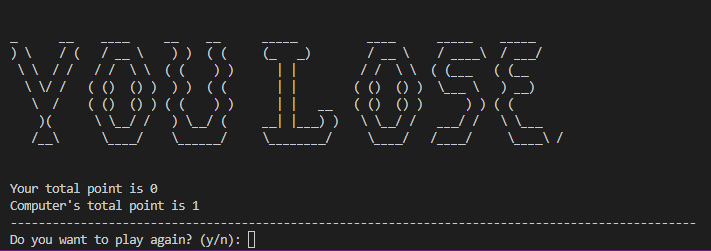 YOU LOSE
Your total point is 0
Computer's total point is 1
Do you want to play again? (y/n):